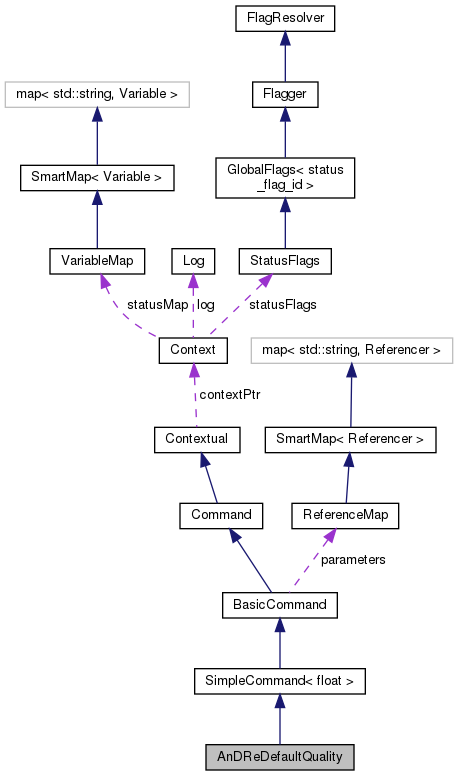 FlagResolver
map< std::string, Variable >
Flagger
SmartMap< Variable >
GlobalFlags< status
_flag_id >
VariableMap
Log
StatusFlags
statusMap
log
statusFlags
Context
map< std::string, Referencer >
contextPtr
Contextual
SmartMap< Referencer >
Command
ReferenceMap
parameters
BasicCommand
SimpleCommand< float >
AnDReDefaultQuality